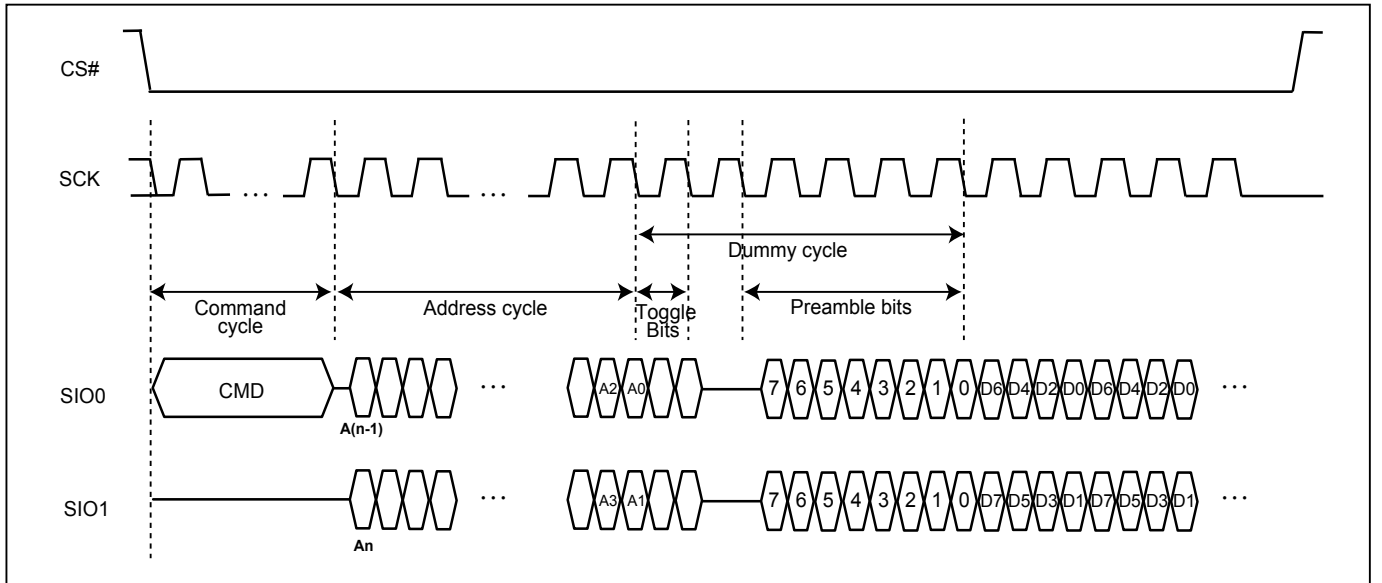 CS#
SCK
... ...
Dummy cycle
Command cycle
Address cycle
Toggle Bits
Preamble bits
SIO0
CMD
...
A2 A0
7 6 5 4 3 2 1 0 D6 D4 D2 D0 D6 D4 D2 D0
...
A(n-1)
SIO1
...
A3 A1
7 6 5 4 3 2 1 0 D7 D5 D3 D1 D7 D5 D3 D1
...
An